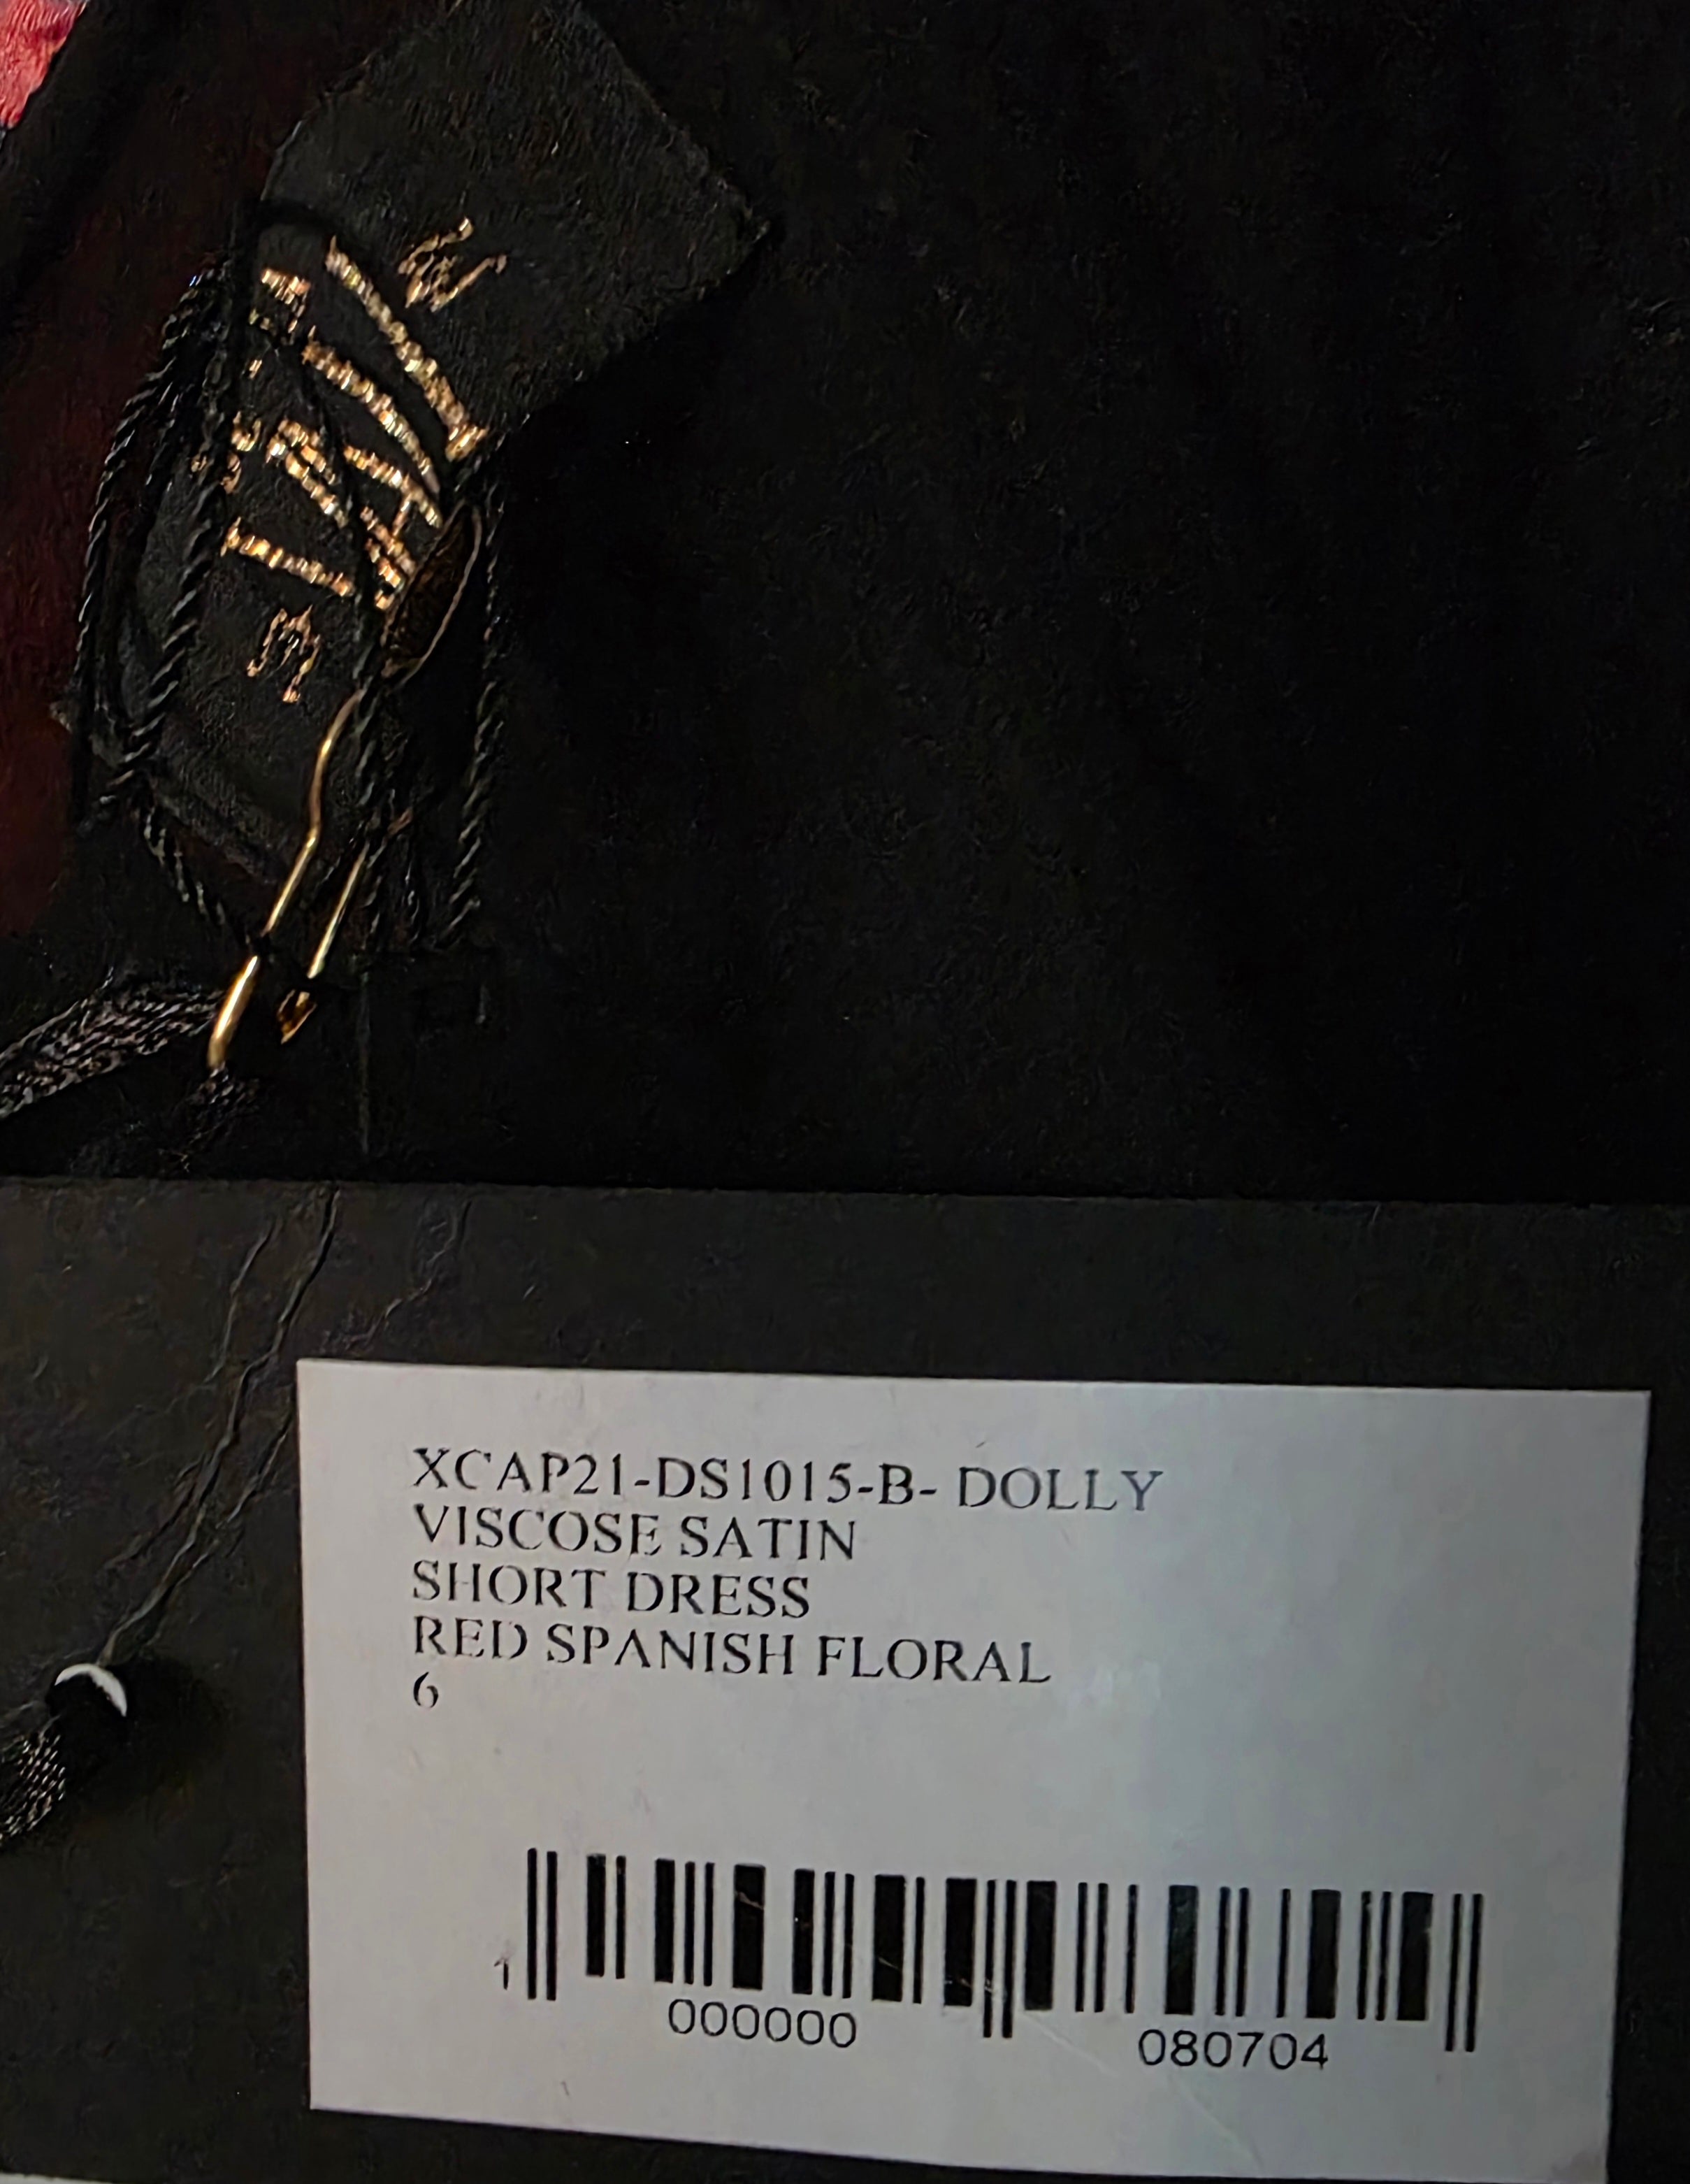 XCAP21-DS1015-B- DOLLY
VISCOSE SATIN
SHORT DRESS
RED SPANISH FLORAL
6
1 000000 080704